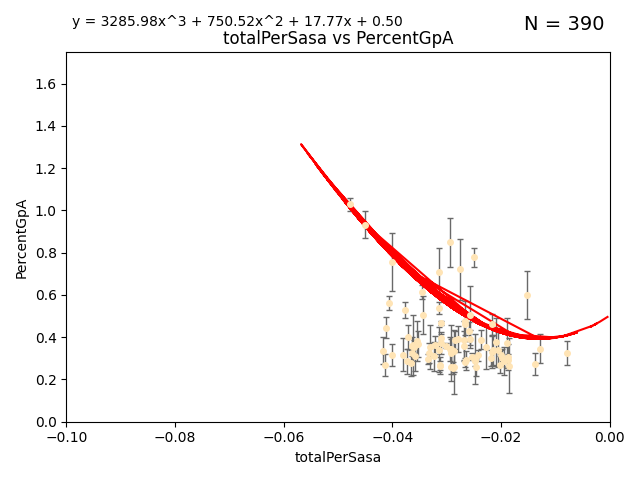 y = 3285.98x^3 + 750.52x^2 + 17.77x + 0.50
N = 390
totalPerSasa vs PercentGpA
1.6
1.4
1.2
1.0
0.8
0.6
0.4
0.2
0.0
PercentGpA
−0.10 −0.08 −0.06 −0.04 −0.02 0.00
totalPerSasa